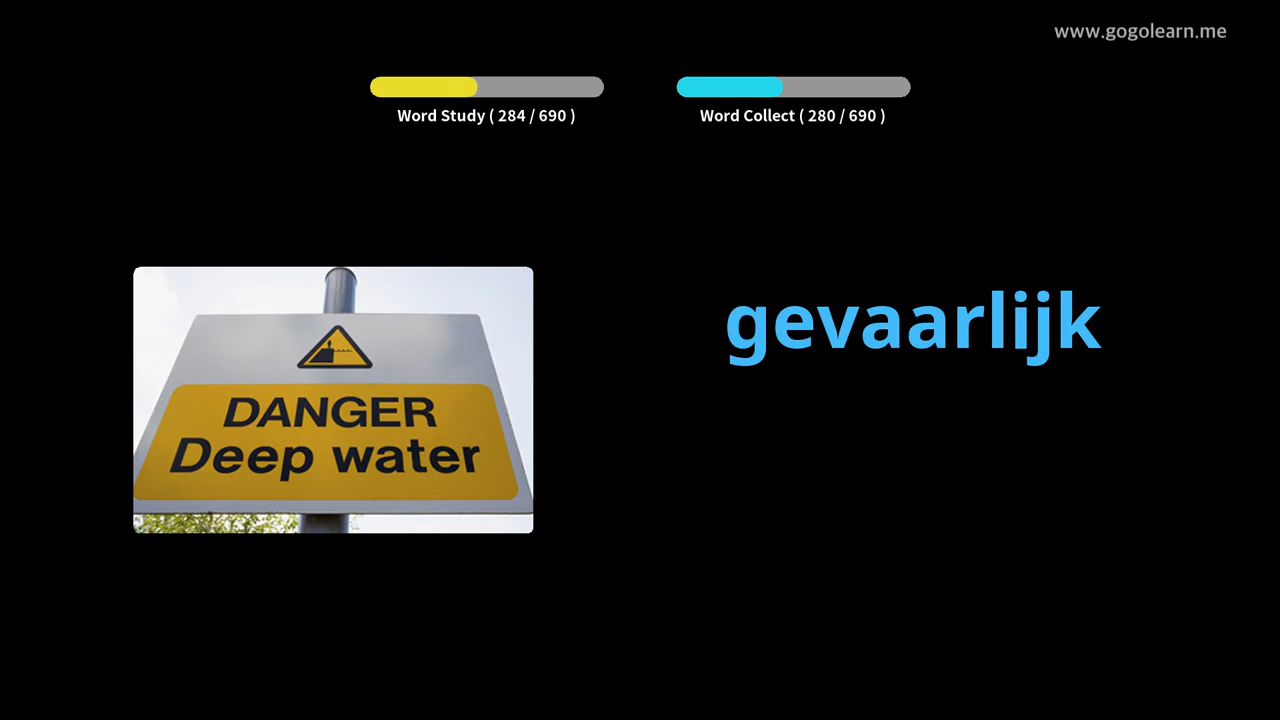 www.gogolearn.me
Word Study ( 284 / 690 )
Word Collect ( 280 / 690 )
gevaarlijk
DANGER
Deep water